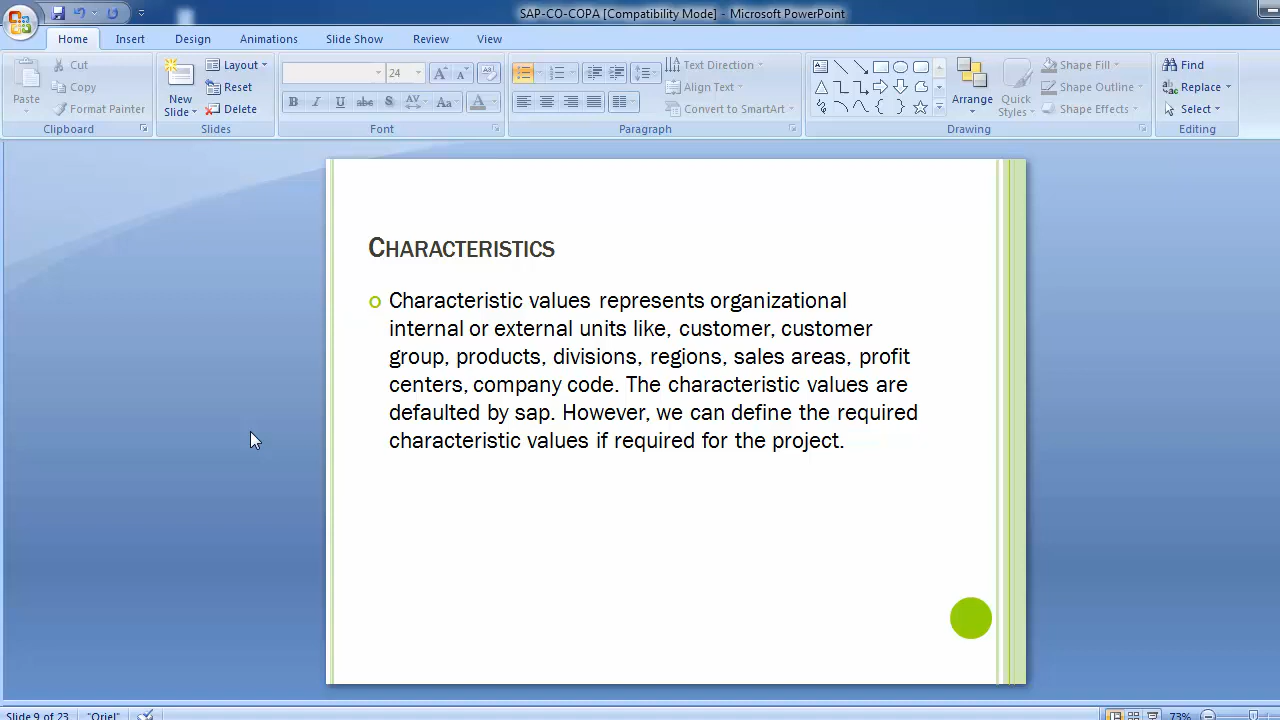 SAP-CO-COPA [Compatibility Mode] - Microsoft PowerPoint
Home Insert Design Animations Slide Show Review View
Paste
Cut
Copy
Format Painter
Clipboard
New Slide
Layout
Reset
Delete
Slides
24
B I U abc S AV Aa A
Font
Text Direction
Align Text
Convert to SmartArt
Paragraph
Arrange
Quick Styles
Shape Fill
Shape Outline
Shape Effects
Drawing
Find
Replace
Select
Editing
CHARACTERISTICS
Characteristic values represents organizational
internal or external units like, customer, customer
group, products, divisions, regions, sales areas, profit
centers, company code. The characteristic values are
defaulted by sap. However, we can define the required
characteristic values if required for the project.
Slide 9 of 23 "Oriel" 73%